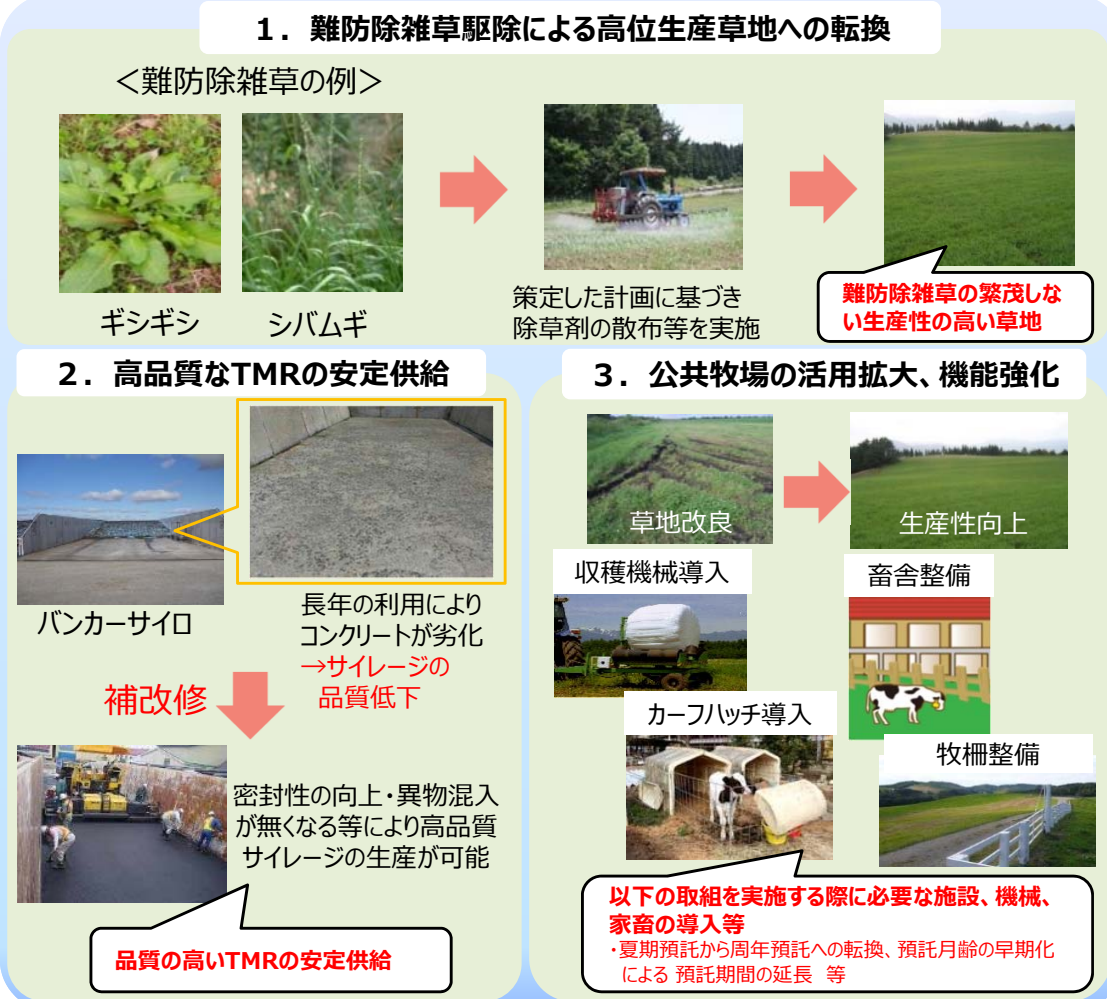 １．難防除雑草駆除による高位生産草地への転換
＜難防除雑草の例＞
ギシギシ
シバムギ
策定した計画に基づき
除草剤の散布等を実施
難防除雑草の繁茂しな
い生産性の高い草地
２．高品質なTMRの安定供給
バンカーサイロ
長年の利用により
コンクリートが劣化
→サイレージの
品質低下
補改修
密封性の向上・異物混入
が無くなる等により高品質
サイレージの生産が可能
品質の高いTMRの安定供給
３．公共牧場の活用拡大、機能強化
草地改良
生産性向上
収穫機械導入
畜舎整備
カーフハッチ導入
牧柵整備
以下の取組を実施する際に必要な施設、機械、
家畜の導入等
・夏期預託から周年預託への転換、預託月齢の早期化
による 預託期間の延長 等